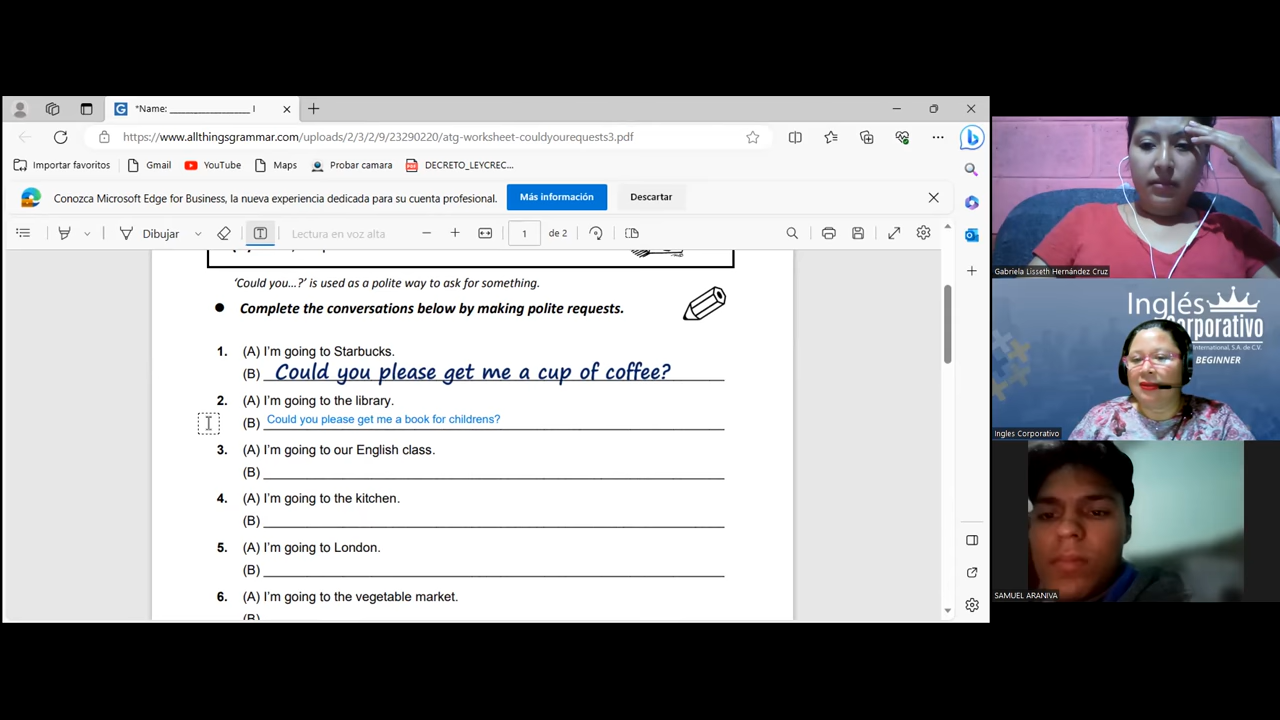 *Name: _________________ I
https://www.allthingsgrammar.com/uploads/2/3/2/9/23290220/atg-worksheet-couldyourequests3.pdf
Importar favoritos Gmail YouTube Maps Probar camara DECRETO_LEYCREC...
Conozca Microsoft Edge for Business, la nueva experiencia dedicada para su cuenta profesional. Más información Descartar
Dibujar Lectura en voz alta 1 de 2
'Could you...?' is used as a polite way to ask for something.
Complete the conversations below by making polite requests.
1. (A) I'm going to Starbucks.
(B) Could you please get me a cup of coffee?
2. (A) I'm going to the library.
(B) Could you please get me a book for childrens?
3. (A) I'm going to our English class.
(B)
4. (A) I'm going to the kitchen.
(B)
5. (A) I'm going to London.
(B)
6. (A) I'm going to the vegetable market.
(B)
Gabriela Lisseth Hernández Cruz
Inglés
Corporativo
International, S.A. de C.V.
BEGINNER
Ingles Corporativo
SAMUEL ARANIVA